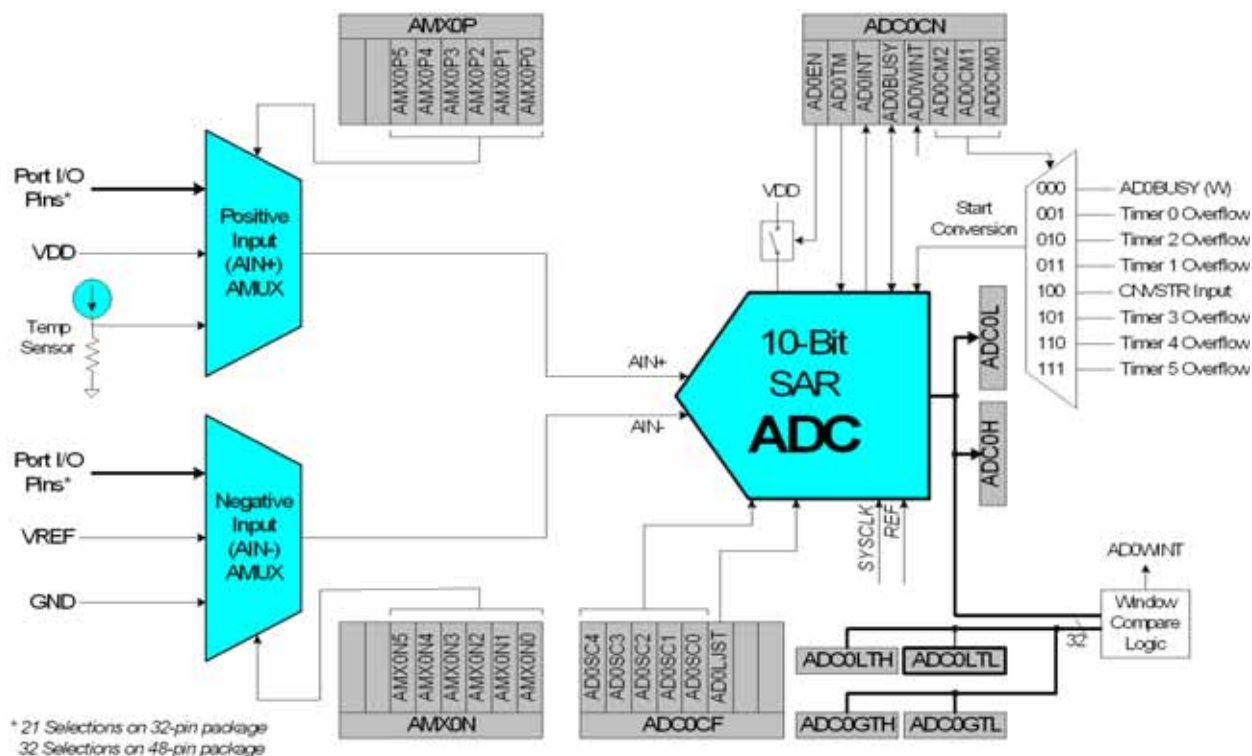 AMX0P
AMX0P5
AMX0P4
AMX0P3
AMX0P2
AMX0P1
AMX0P0
ADC0CN
AD0EN
AD0TM
AD0INT
AD0BUSY
AD0WINT
AD0CM2
AD0CM1
AD0CM0
Port I/O
Pins*
VDD
Temp
Sensor
Positive
Input
(AIN+)
AMUX
VDD
Start
Conversion
000 AD0BUSY (W)
001 Timer 0 Overflow
010 Timer 2 Overflow
011 Timer 1 Overflow
100 CNVSTR Input
101 Timer 3 Overflow
110 Timer 4 Overflow
111 Timer 5 Overflow
AIN+
AIN-
10-Bit
SAR
ADC
ADC0L
ADC0H
SYSCLK
REF
Port I/O
Pins*
VREF
GND
Negative
Input
(AIN-)
AMUX
AD0WINT
Window
Compare
Logic
32
AMX0N5
AMX0N4
AMX0N3
AMX0N2
AMX0N1
AMX0N0
AMX0N
AD0SC4
AD0SC3
AD0SC2
AD0SC1
AD0SC0
AD0LJST
ADC0CF
ADC0LTH
ADC0LTL
ADC0GTH
ADC0GTL
* 21 Selections on 32-pin package
32 Selections on 48-pin package